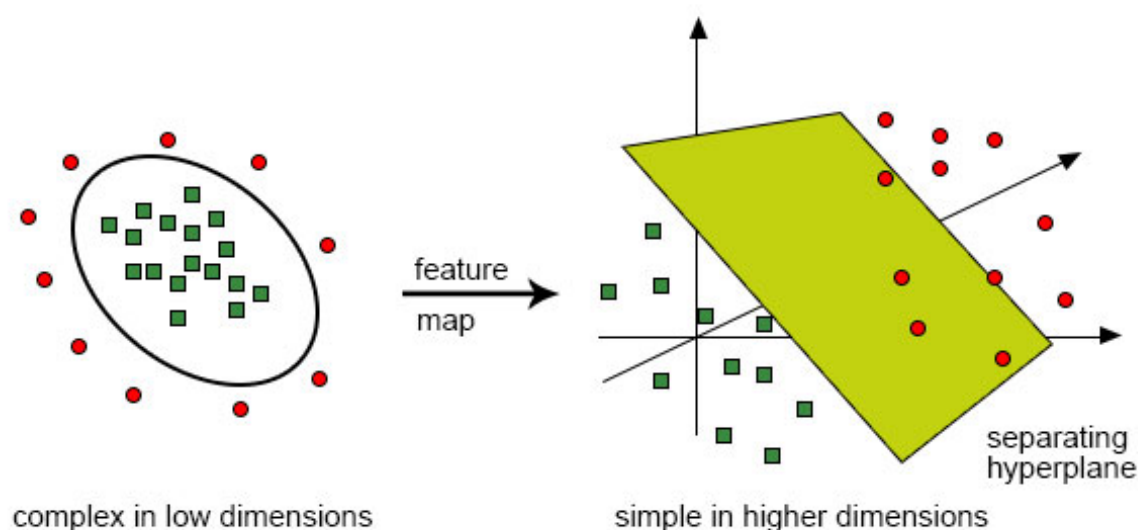 feature
map
separating
hyperplane
complex in low dimensions
simple in higher dimensions